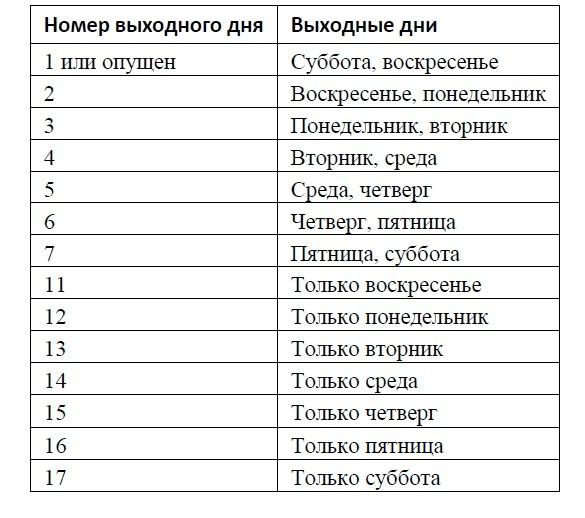 Номер выходного дня Выходные дни
1 или опущен Суббота, воскресенье
2 Воскресенье, понедельник
3 Понедельник, вторник
4 Вторник, среда
5 Среда, четверг
6 Четверг, пятница
7 Пятница, суббота
11 Только воскресенье
12 Только понедельник
13 Только вторник
14 Только среда
15 Только четверг
16 Только пятница
17 Только суббота